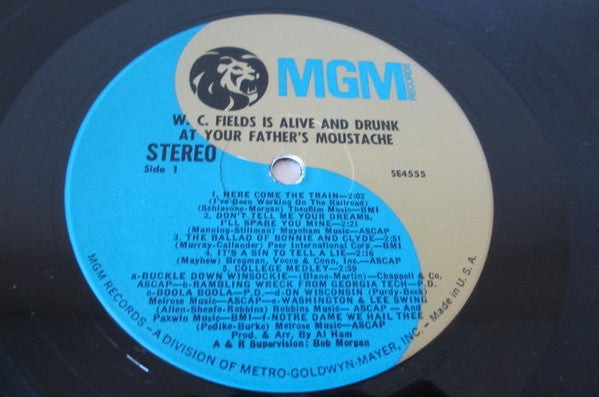 MGM
RECORDS
W. C. FIELDS IS ALIVE AND DRUNK
AT YOUR FATHER'S MOUSTACHE
STEREO
Side 1
SE4555
1. HERE COME THE TRAIN—2:02
(I've Been Working On The Railroad)
(Schiavone-Morgan) Theofilm Music—BMI
2. DON'T TELL ME YOUR DREAMS,
I'LL SPARE YOU MINE—2:21
(Manning-Stillman) Mayoham Music—ASCAP
3. THE BALLAD OF BONNIE AND CLYDE—2:51
(Murray-Callander) Peer International Corp.—BMI
4. IT'S A SIN TO TELL A LIE—2:16
(Mayhew) Bregman, Vocco & Conn, Inc.—ASCAP
5. COLLEGE MEDLEY—2:59
a-BUCKLE DOWN WINSOCKIE—(Blane-Martin)—Chappell & Co.
ASCAP—b-RAMBLING WRECK FROM GEORGIA TECH—P.D.
c-BOOLA BOOLA—P.D.—d-ON WISCONSIN—(Purdy-Beck)
Melrose Music—ASCAP—e-WASHINGTON & LEE SWING
(Allen-Sheafe-Robbins) Robbins Music—ASCAP—And
Paxwin Music—BMI—f-NOTRE DAME WE HAIL THEE
(Pedike-Burke) Melrose Music—ASCAP
Prod. & Arr. By Al Ham
A & R Supervision: Bob Morgan
MGM RECORDS—A DIVISION OF METRO-GOLDWYN-MAYER, INC.—Made in U.S.A.